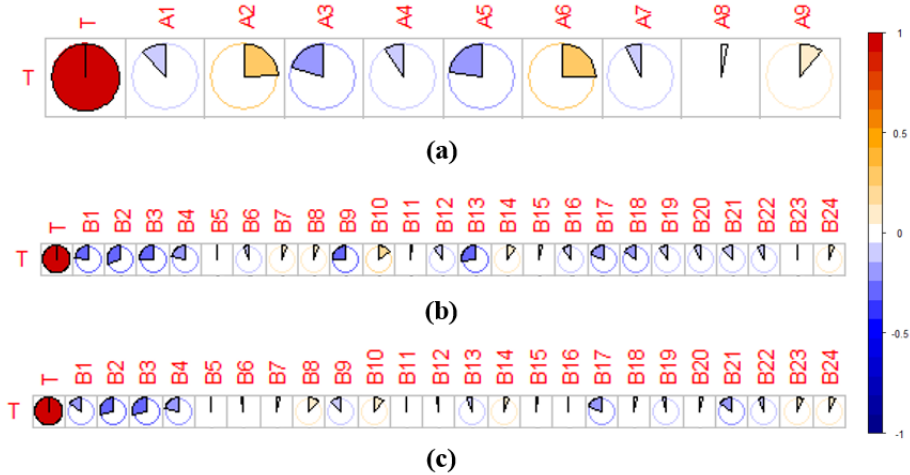 T A1 A2 A3 A4 A5 A6 A7 A8 A9
T
(a)
T B1 B2 B3 B4 B5 B6 B7 B8 B9 B10 B11 B12 B13 B14 B15 B16 B17 B18 B19 B20 B21 B22 B23 B24
T
(b)
T B1 B2 B3 B4 B5 B6 B7 B8 B9 B10 B11 B12 B13 B14 B15 B16 B17 B19 B20 B21 B22 B23 B24
T
(c)
1
0.5
0
-0.5
-1